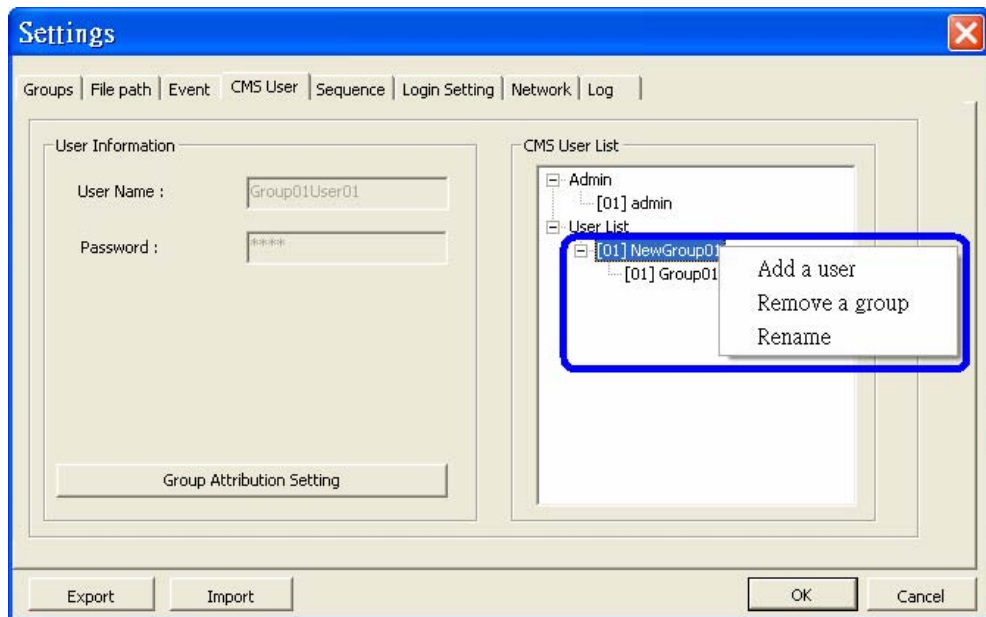 Settings
Groups File path Event CMS User Sequence Login Setting Network Log
User Information
User Name : Group01User01
Password : ****
Group Attribution Setting
CMS User List
Admin
[01] admin
User List
[01] NewGroup01
[01] Group01
Add a user
Remove a group
Rename
Export Import OK Cancel